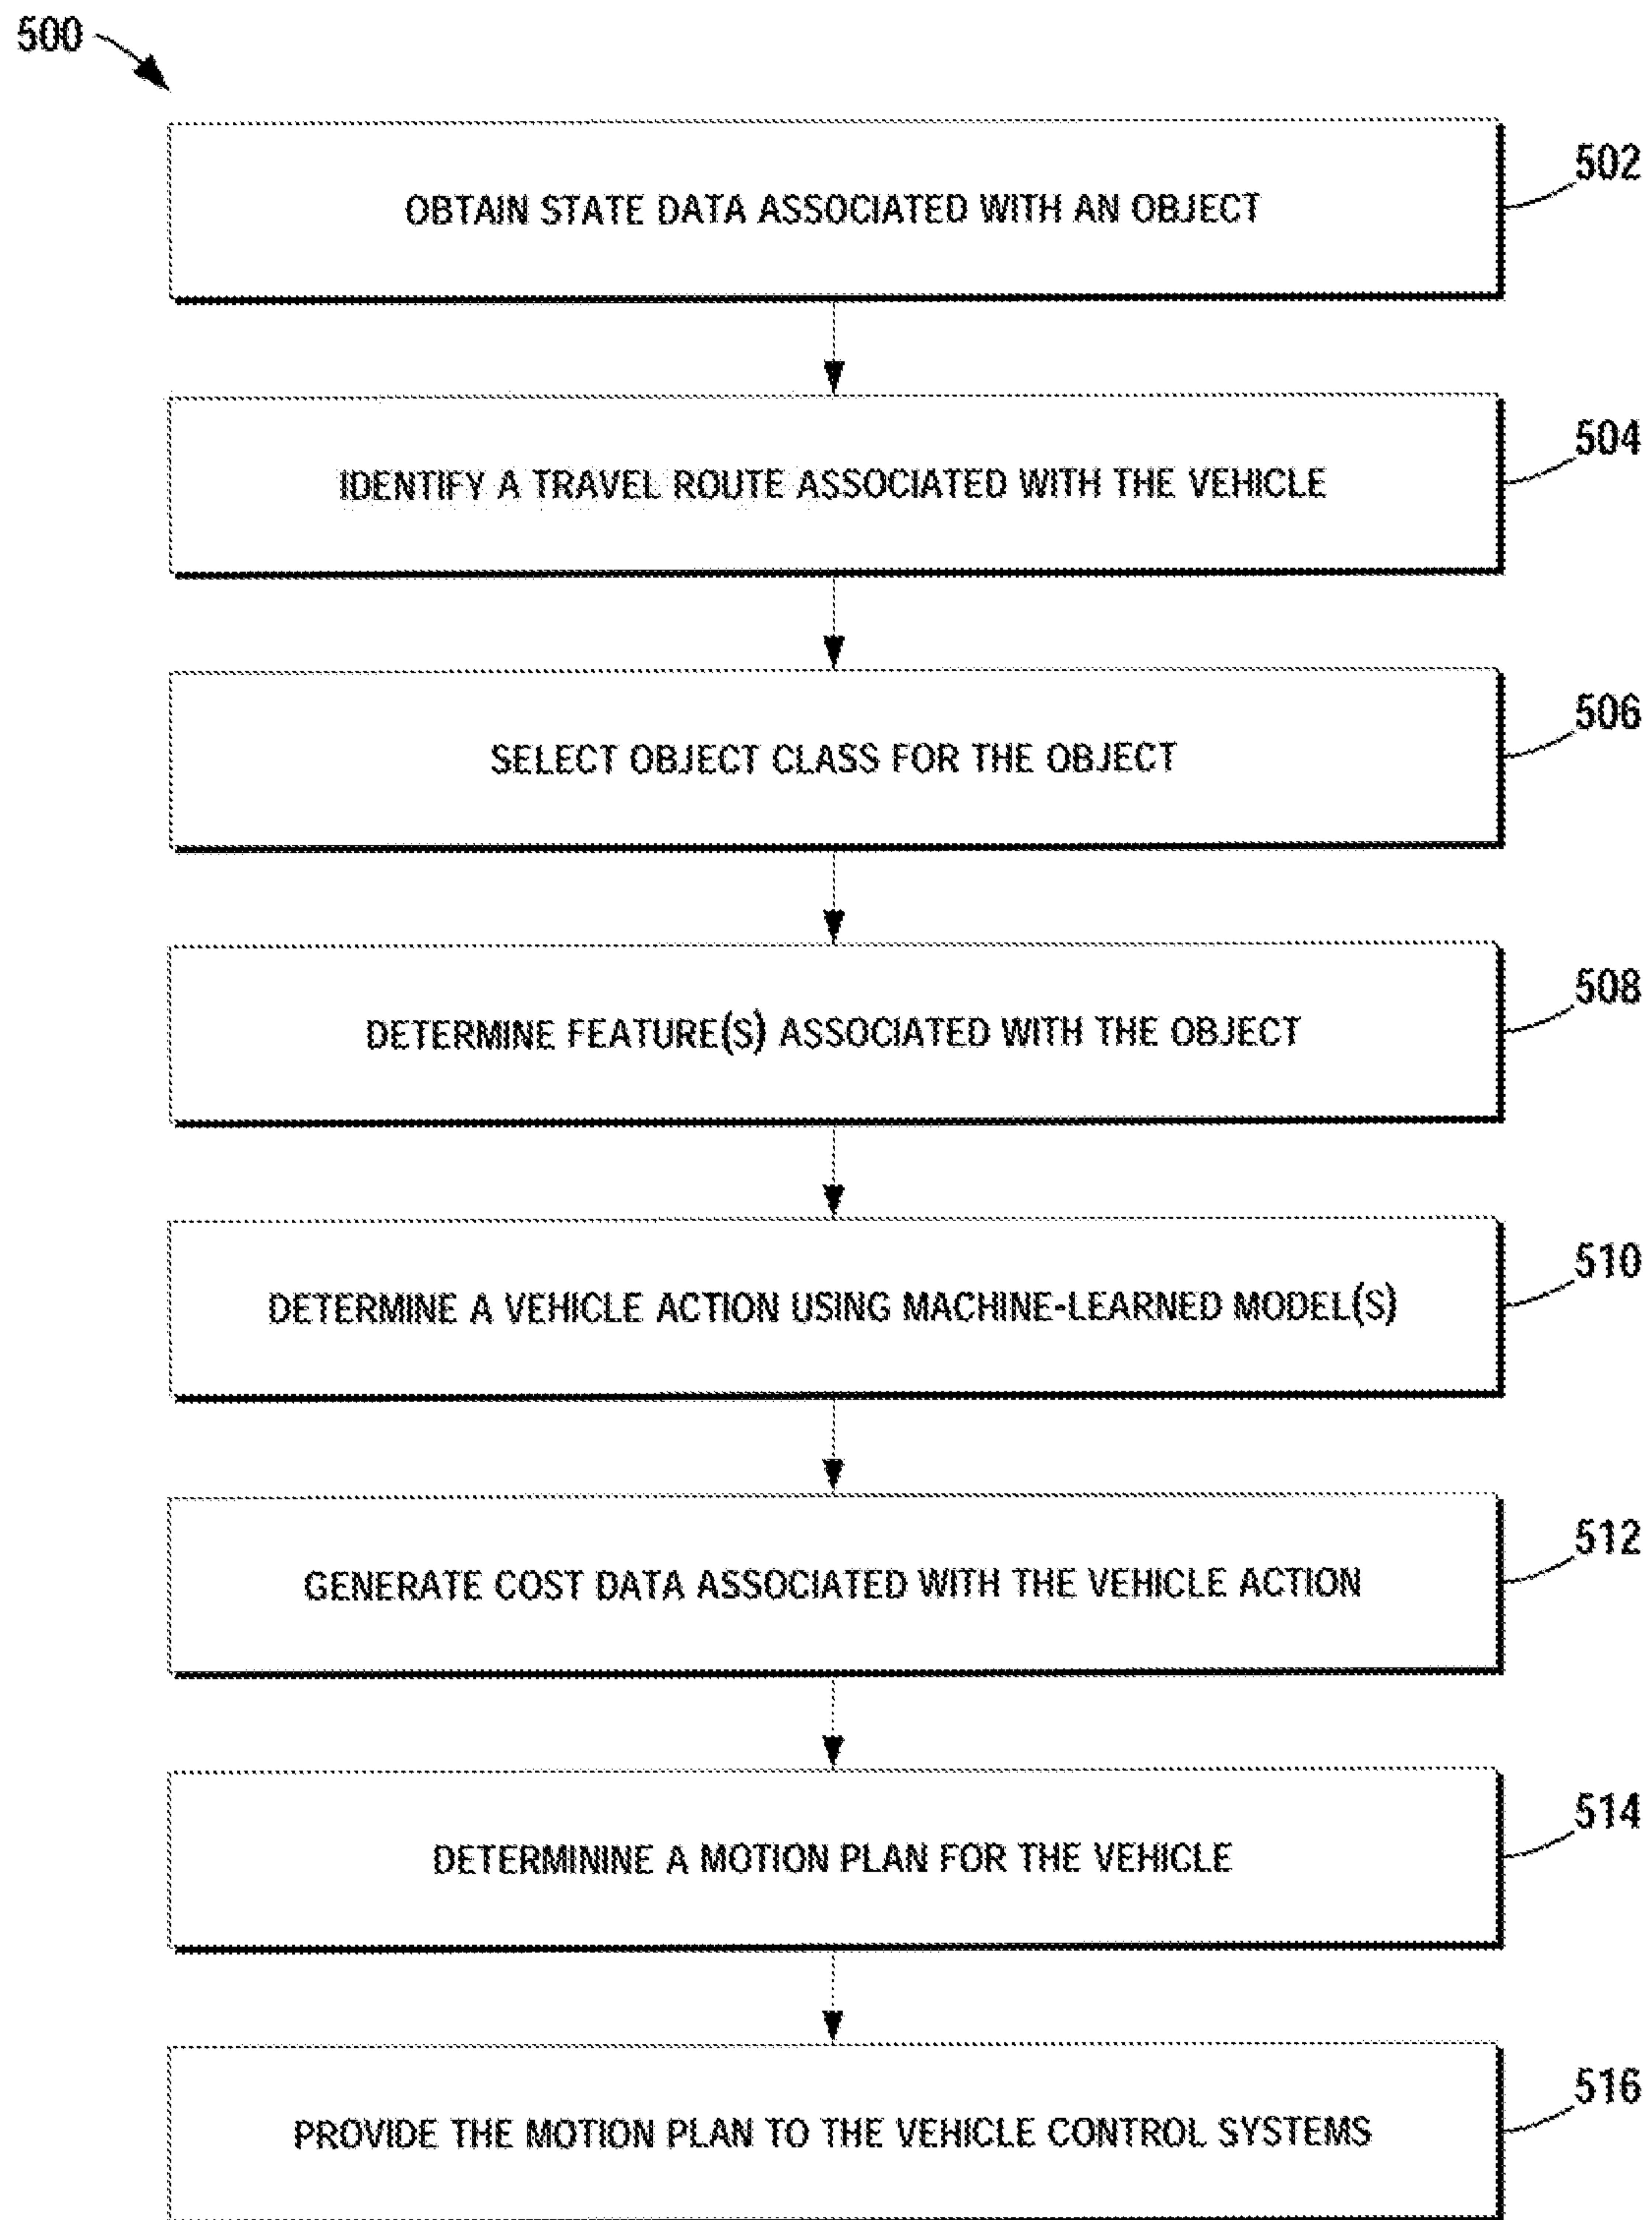 500
502
OBTAIN STATE DATA ASSOCIATED WITH AN OBJECT
504
IDENTIFY A TRAVEL ROUTE ASSOCIATED WITH THE VEHICLE
506
SELECT OBJECT CLASS FOR THE OBJECT
508
DETERMINE FEATURE(S) ASSOCIATED WITH THE OBJECT
510
DETERMINE A VEHICLE ACTION USING MACHINE-LEARNED MODEL(S)
512
GENERATE COST DATA ASSOCIATED WITH THE VEHICLE ACTION
514
DETERMININE A MOTION PLAN FOR THE VEHICLE
516
PROVIDE THE MOTION PLAN TO THE VEHICLE CONTROL SYSTEMS